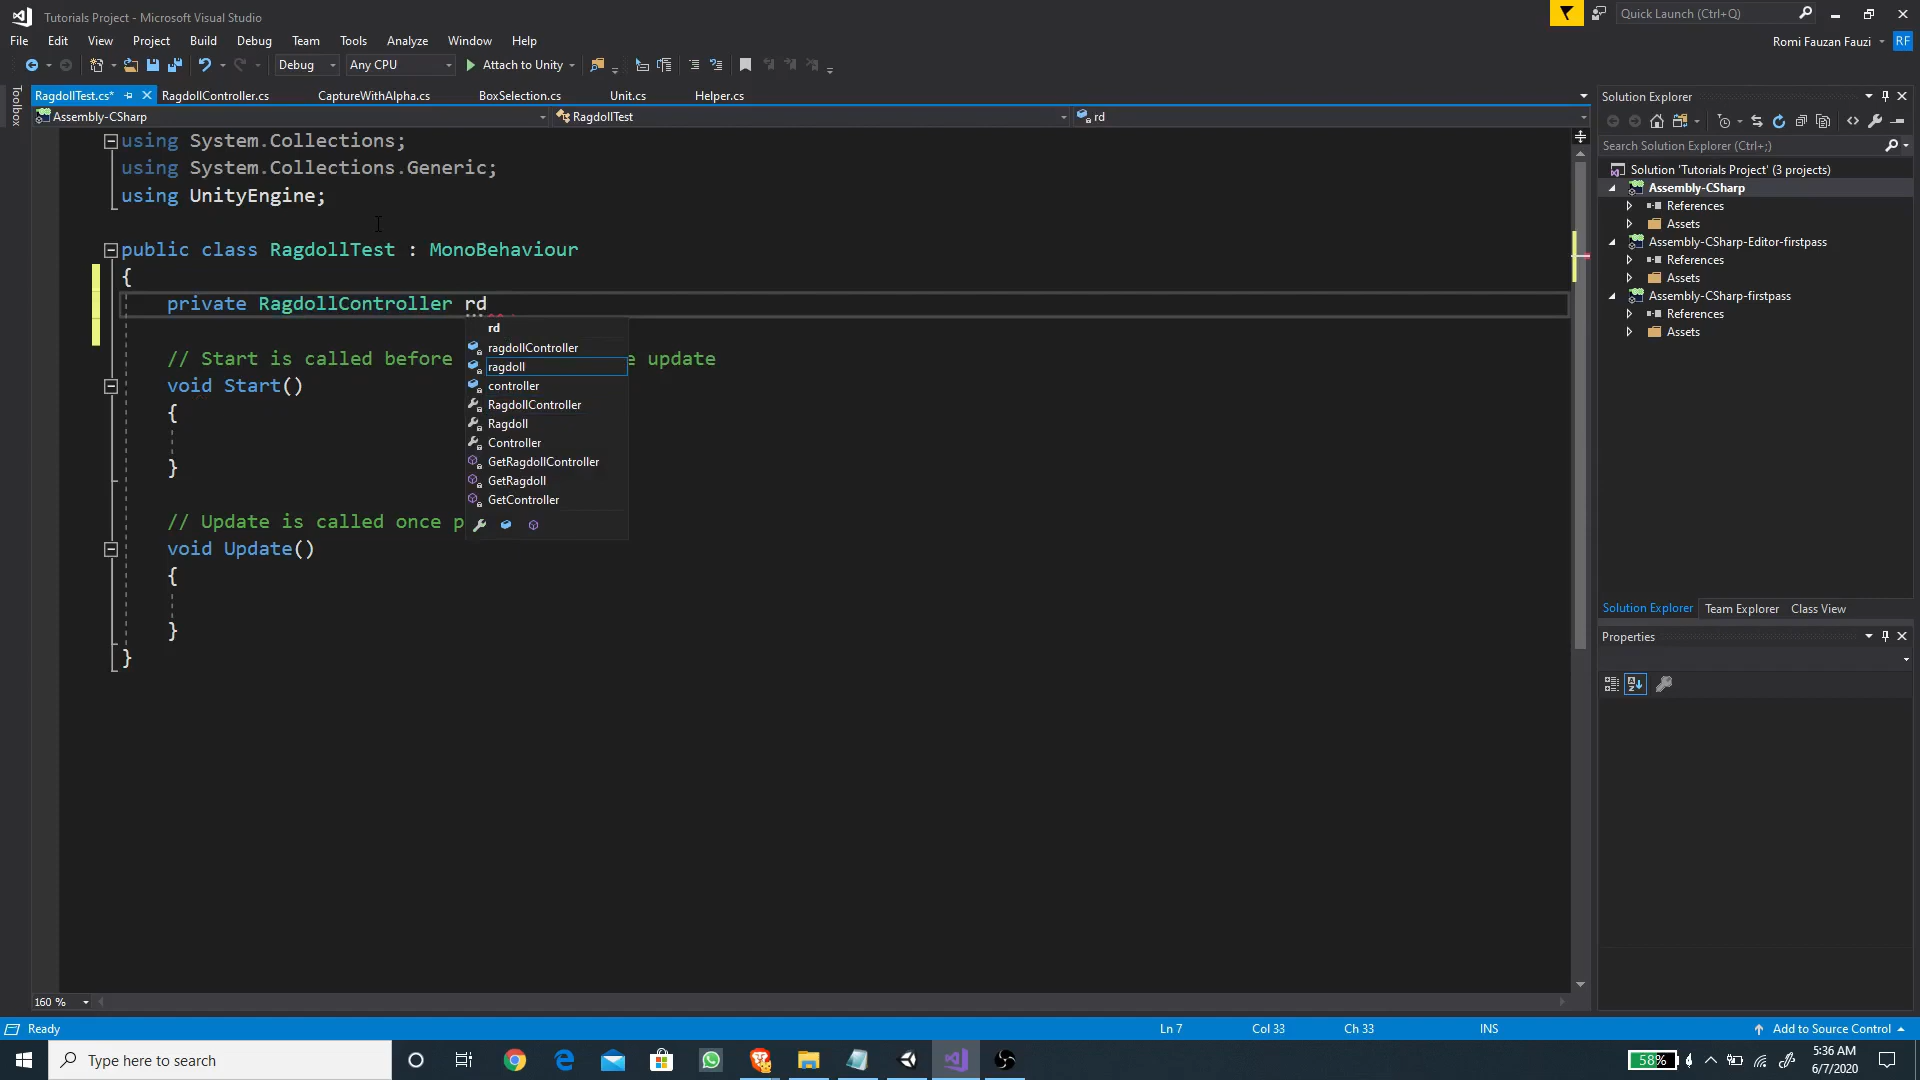 Tutorials Project - Microsoft Visual Studio
Quick Launch (Ctrl+Q)
File Edit View Project Build Debug Team Tools Analyze Window Help
Romi Fauzan Fauzi RF
Debug Any CPU Attach to Unity
Toolbox
RagdollTest.cs* RagdollController.cs CaptureWithAlpha.cs BoxSelection.cs Unit.cs Helper.cs
Assembly-CSharp RagdollTest rd
using System.Collections;
using System.Collections.Generic;
using UnityEngine;
public class RagdollTest : MonoBehaviour
{
private RagdollController rd
rd
ragdollController
ragdoll
controller
RagdollController
Ragdoll
Controller
GetRagdollController
GetRagdoll
GetController
// Start is called before e update
void Start()
{
}
// Update is called once p
void Update()
{
}
}
160 %
Solution Explorer
Search Solution Explorer (Ctrl+;)
Solution 'Tutorials Project' (3 projects)
Assembly-CSharp
References
Assets
Assembly-CSharp-Editor-firstpass
References
Assets
Assembly-CSharp-firstpass
References
Assets
Solution Explorer Team Explorer Class View
Properties
Ready Ln 7 Col 33 Ch 33 INS Add to Source Control
Type here to search
58%
5:36 AM
6/7/2020